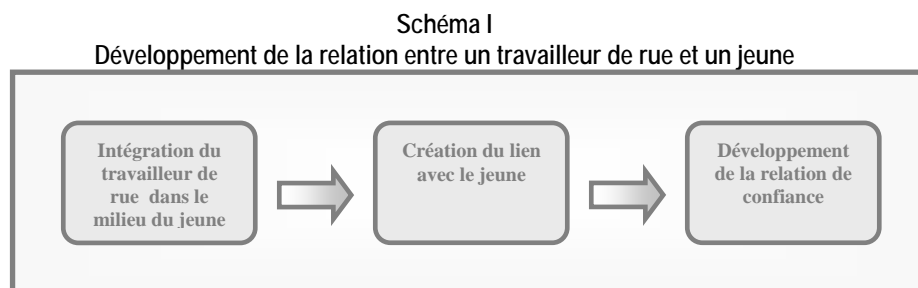 Schéma I
Développement de la relation entre un travailleur de rue et un jeune
Intégration du
travailleur de
rue dans le
milieu du jeune
Création du lien
avec le jeune
Développement
de la relation de
confiance